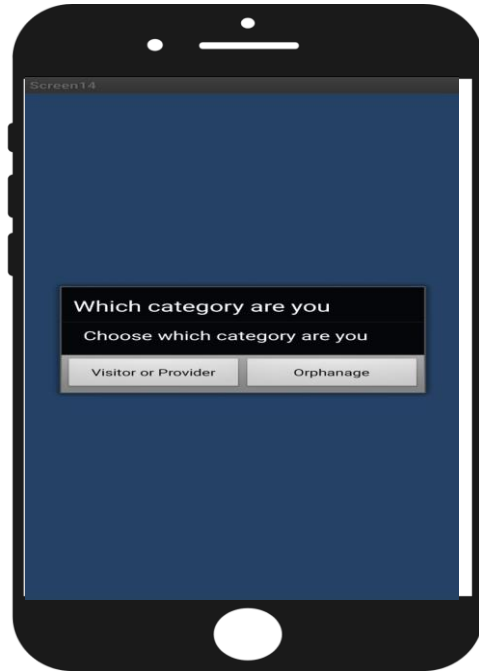 Screen14
Which category are you
Choose which category are you
Visitor or Provider
Orphanage